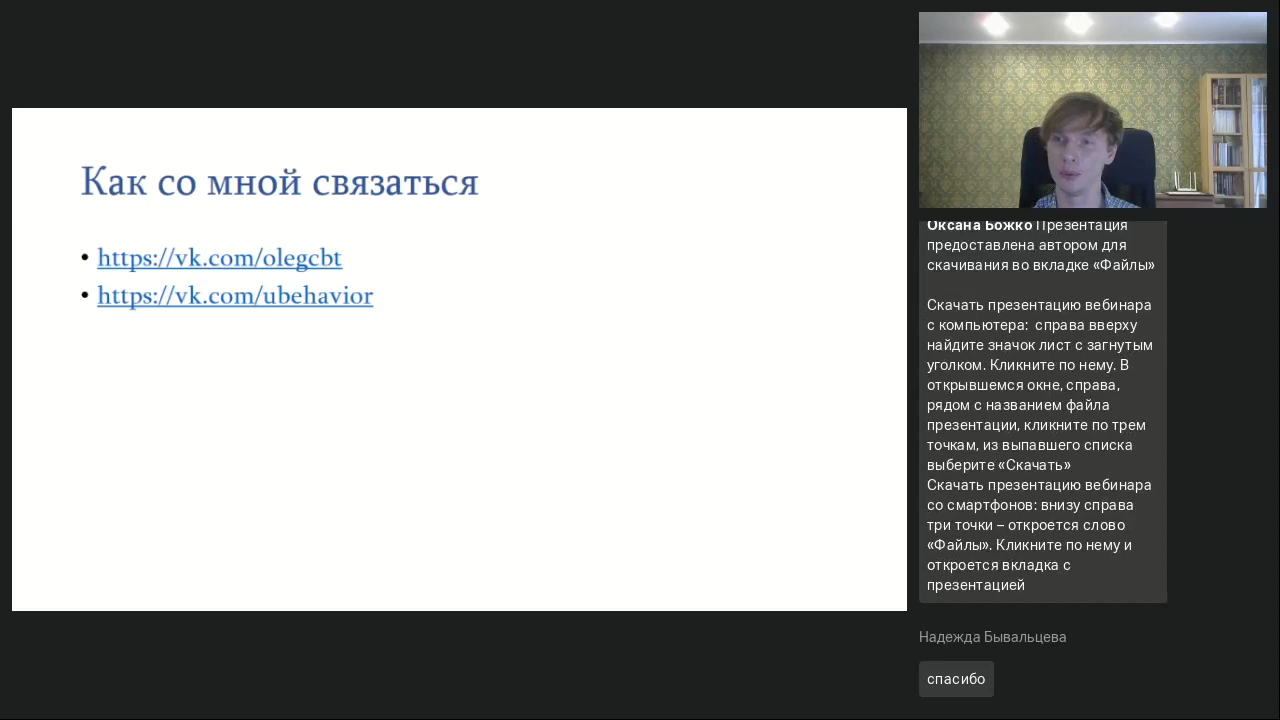 Как со мной связаться
• https://vk.com/olegcbt
• https://vk.com/ubehavior
Оксана Божко Презентация
предоставлена автором для
скачивания во вкладке «Файлы»
Скачать презентацию вебинара
с компьютера: справа вверху
найдите значок лист с загнутым
уголком. Кликните по нему. В
открывшемся окне, справа,
рядом с названием файла
презентации, кликните по трем
точкам, из выпавшего списка
выберите «Скачать»
Скачать презентацию вебинара
со смартфонов: внизу справа
три точки – откроется слово
«Файлы». Кликните по нему и
откроется вкладка с
презентацией
Надежда Бывальцева
спасибо